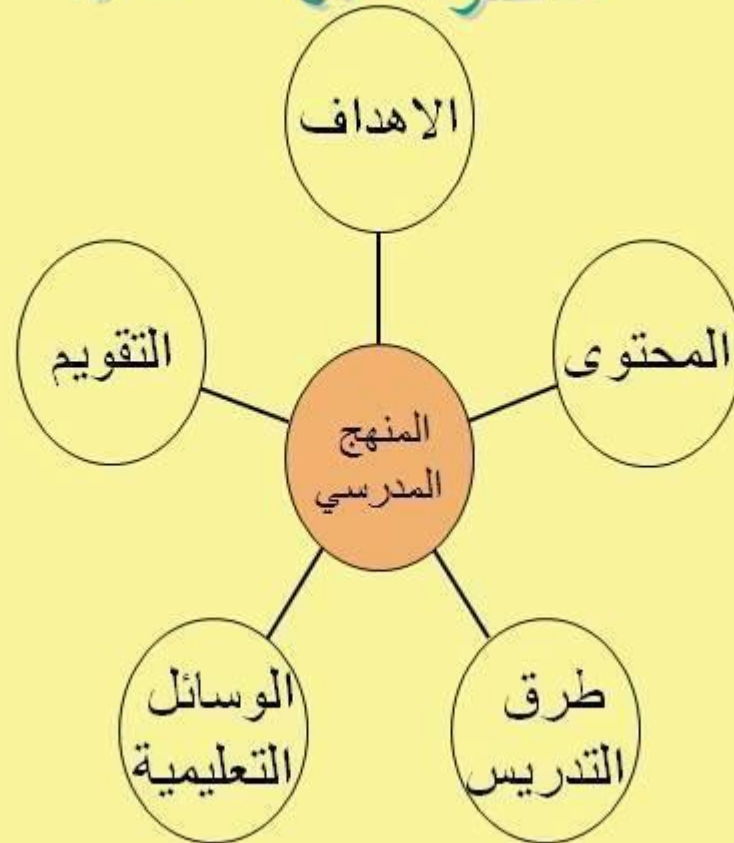 الاهداف
المحتوى
التقويم
المنهج
المدرسي
طرق
التدريس
الوسائل
التعليمية